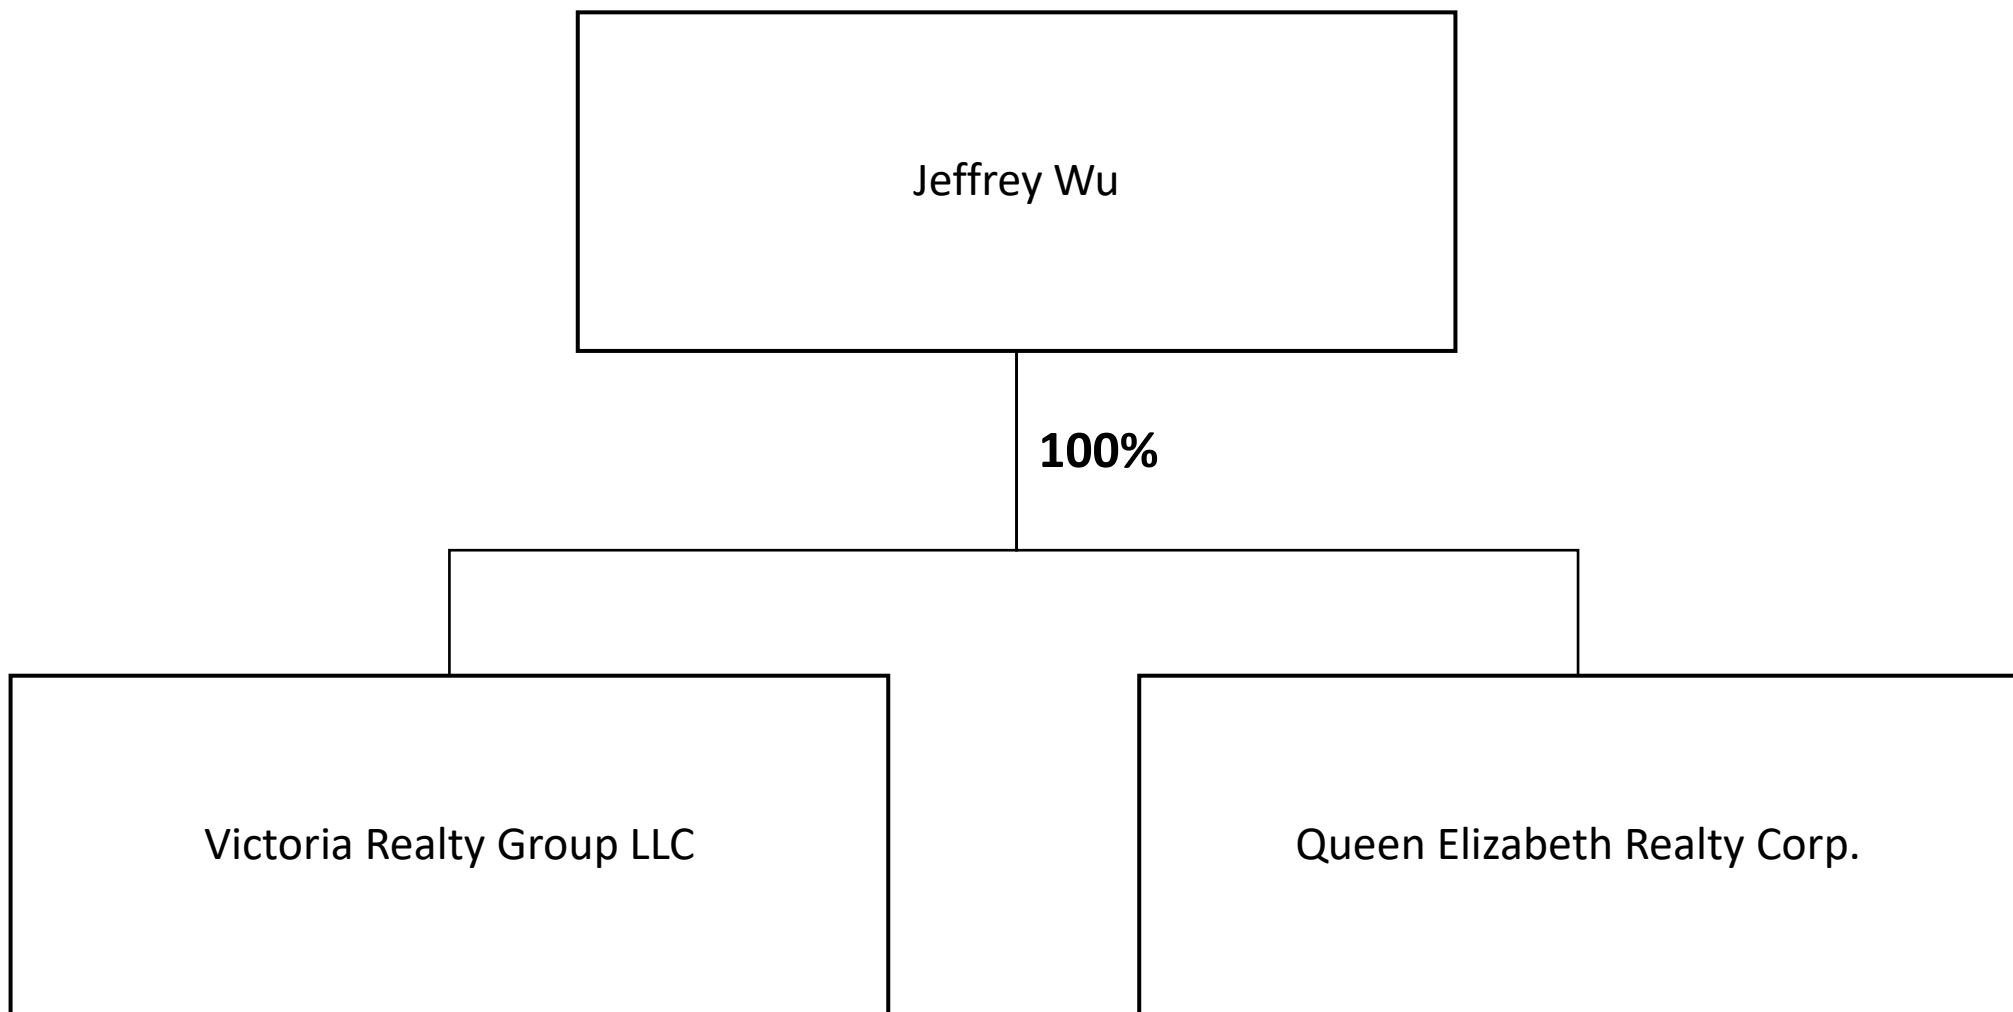 Jeffrey Wu
100%
Victoria Realty Group LLC
Queen Elizabeth Realty Corp.